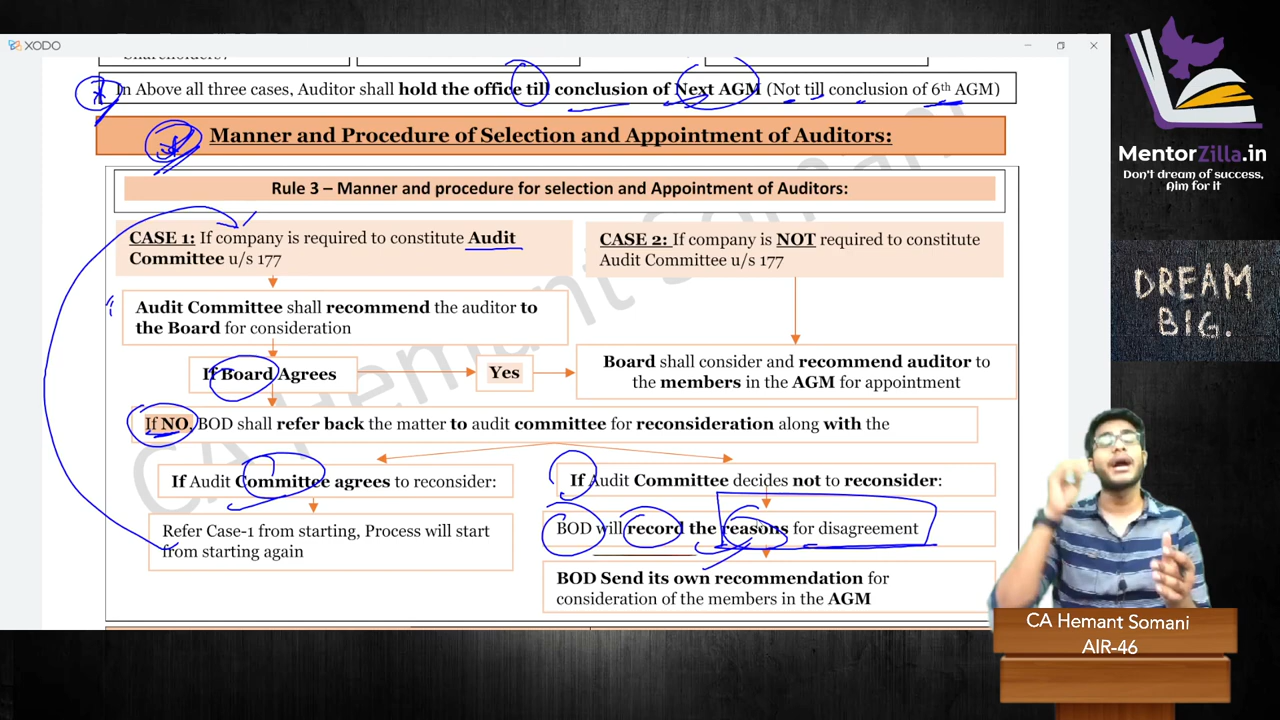 XODO
In Above all three cases, Auditor shall hold the office till conclusion of Next AGM (Not till conclusion of 6th AGM)
Manner and Procedure of Selection and Appointment of Auditors:
Rule 3 – Manner and procedure for selection and Appointment of Auditors:
CASE 1: If company is required to constitute Audit
Committee u/s 177
CASE 2: If company is NOT required to constitute
Audit Committee u/s 177
Audit Committee shall recommend the auditor to
the Board for consideration
If Board Agrees
Yes
Board shall consider and recommend auditor to
the members in the AGM for appointment
If NO, BOD shall refer back the matter to audit committee for reconsideration along with the
If Audit Committee agrees to reconsider:
If Audit Committee decides not to reconsider:
Refer Case-1 from starting, Process will start
from starting again
BOD will record the reasons for disagreement
BOD Send its own recommendation for
consideration of the members in the AGM
CA Hemant Somani
MentorZilla.in
Don't dream of success,
Aim for it
DREAM
BIG.
CA Hemant Somani
AIR-46